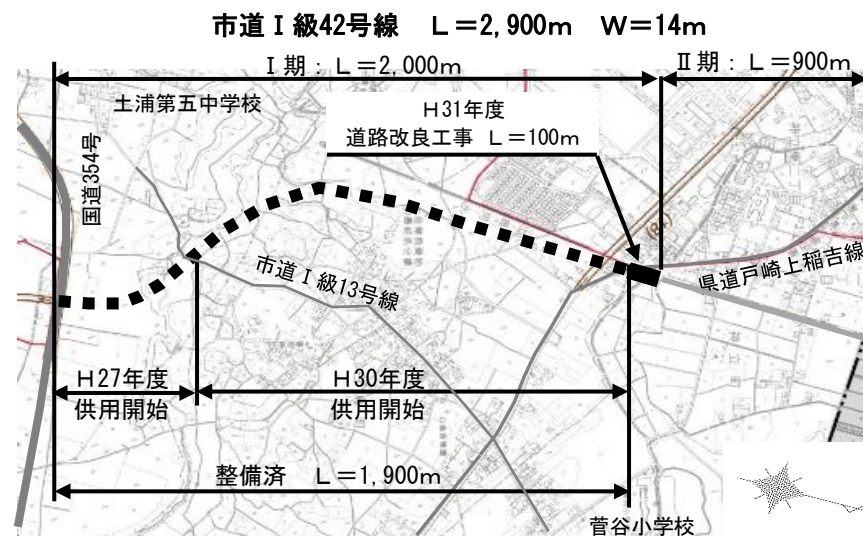 市道Ⅰ級42号線　Ｌ＝2,900ｍ　Ｗ＝14ｍ
Ⅰ期：Ｌ＝2,000ｍ
Ⅱ期：Ｌ＝900ｍ
土浦第五中学校
H31年度
道路改良工事　Ｌ＝100ｍ
国道354号
市道Ⅰ級13号線
県道戸崎上稲吉線
H27年度
供用開始
H30年度
供用開始
整備済　Ｌ＝1,900ｍ
菅谷小学校